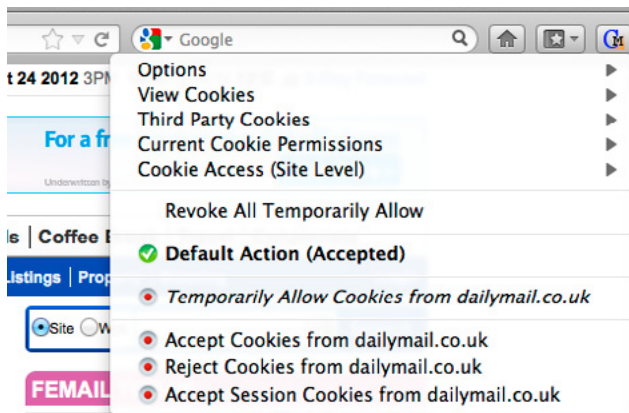 Google
t 24 2012 3PM
Options
View Cookies
Third Party Cookies
Current Cookie Permissions
Cookie Access (Site Level)
For a fr
Underwritten by
Revoke All Temporarily Allow
ls | Coffee
Default Action (Accepted)
Listings | Prop
Temporarily Allow Cookies from dailymail.co.uk
Site W
Accept Cookies from dailymail.co.uk
Reject Cookies from dailymail.co.uk
FEMAIL
Accept Session Cookies from dailymail.co.uk